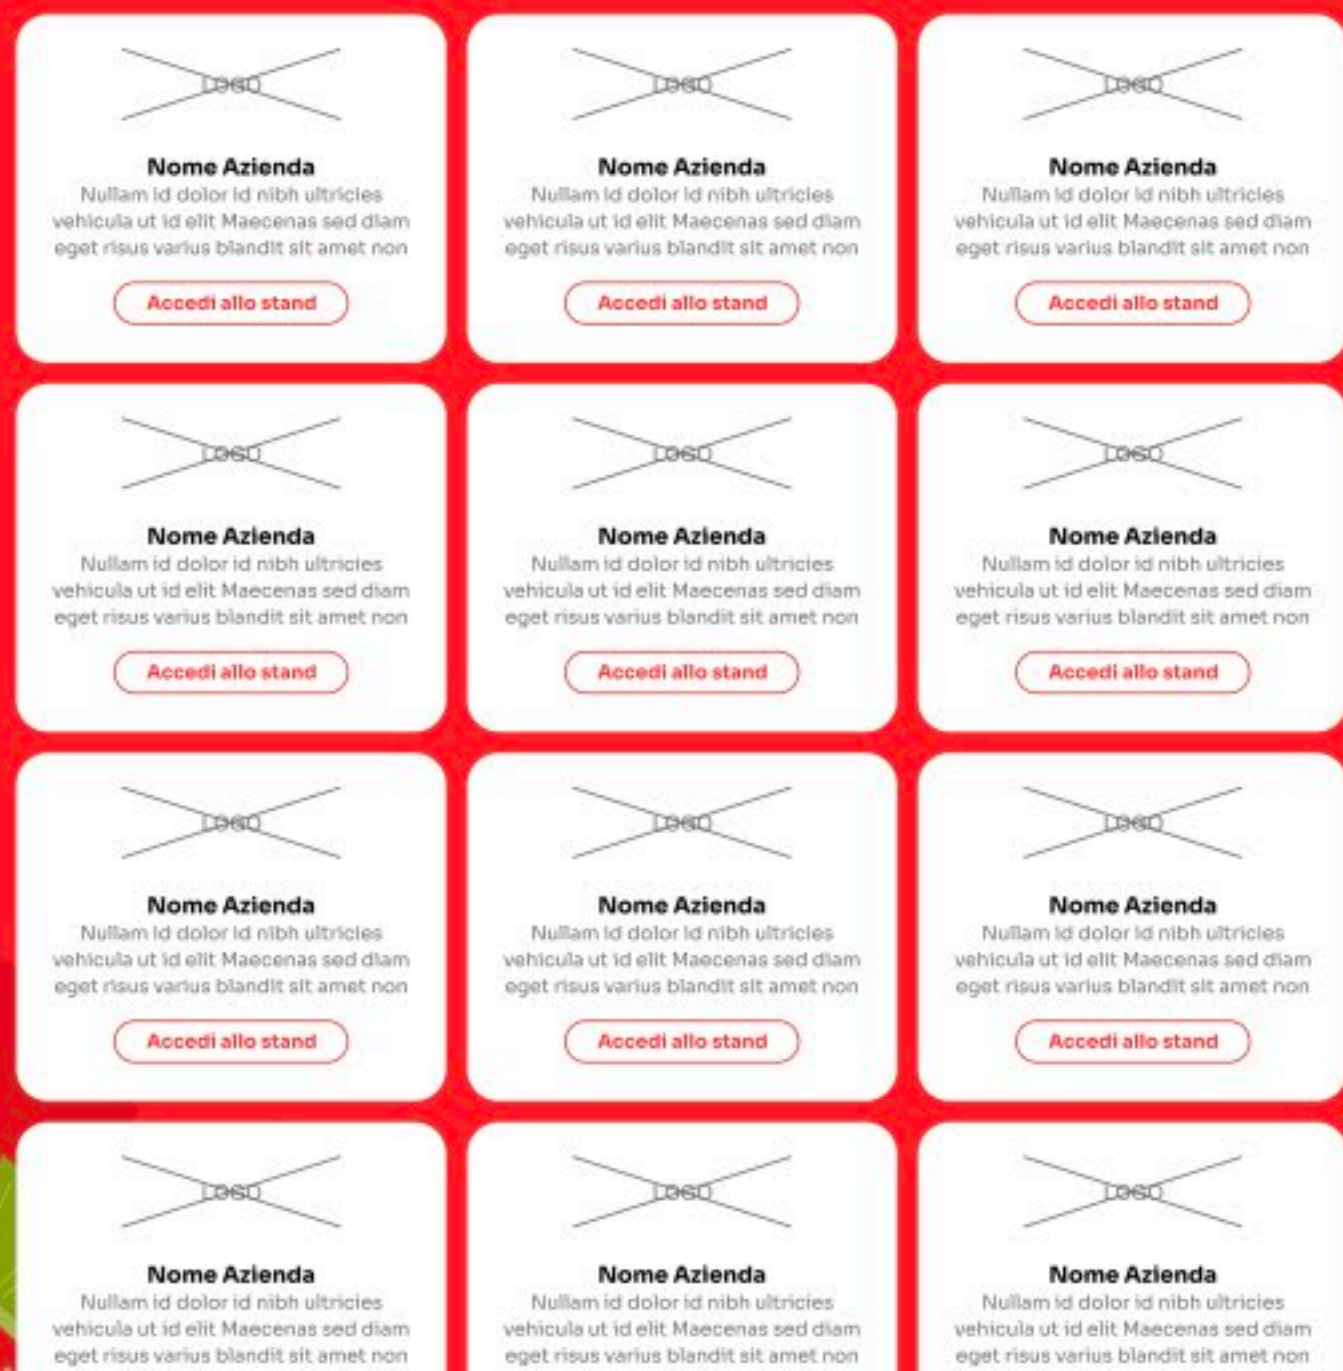 LOGO
Nome Azienda
Nullam id dolor id nibh ultricies
vehicula ut id elit Maecenas sed diam
eget risus varius blandit sit amet non
Accedi allo stand
LOGO
Nome Azienda
Nullam id dolor id nibh ultricies
vehicula ut id elit Maecenas sed diam
eget risus varius blandit sit amet non
Accedi allo stand
LOGO
Nome Azienda
Nullam id dolor id nibh ultricies
vehicula ut id elit Maecenas sed diam
eget risus varius blandit sit amet non
Accedi allo stand
LOGO
Nome Azienda
Nullam id dolor id nibh ultricies
vehicula ut id elit Maecenas sed diam
eget risus varius blandit sit amet non
Accedi allo stand
LOGO
Nome Azienda
Nullam id dolor id nibh ultricies
vehicula ut id elit Maecenas sed diam
eget risus varius blandit sit amet non
Accedi allo stand
LOGO
Nome Azienda
Nullam id dolor id nibh ultricies
vehicula ut id elit Maecenas sed diam
eget risus varius blandit sit amet non
Accedi allo stand
LOGO
Nome Azienda
Nullam id dolor id nibh ultricies
vehicula ut id elit Maecenas sed diam
eget risus varius blandit sit amet non
Accedi allo stand
LOGO
Nome Azienda
Nullam id dolor id nibh ultricies
vehicula ut id elit Maecenas sed diam
eget risus varius blandit sit amet non
Accedi allo stand
LOGO
Nome Azienda
Nullam id dolor id nibh ultricies
vehicula ut id elit Maecenas sed diam
eget risus varius blandit sit amet non
Accedi allo stand
LOGO
Nome Azienda
Nullam id dolor id nibh ultricies
vehicula ut id elit Maecenas sed diam
eget risus varius blandit sit amet non
LOGO
Nome Azienda
Nullam id dolor id nibh ultricies
vehicula ut id elit Maecenas sed diam
eget risus varius blandit sit amet non
LOGO
Nome Azienda
Nullam id dolor id nibh ultricies
vehicula ut id elit Maecenas sed diam
eget risus varius blandit sit amet non